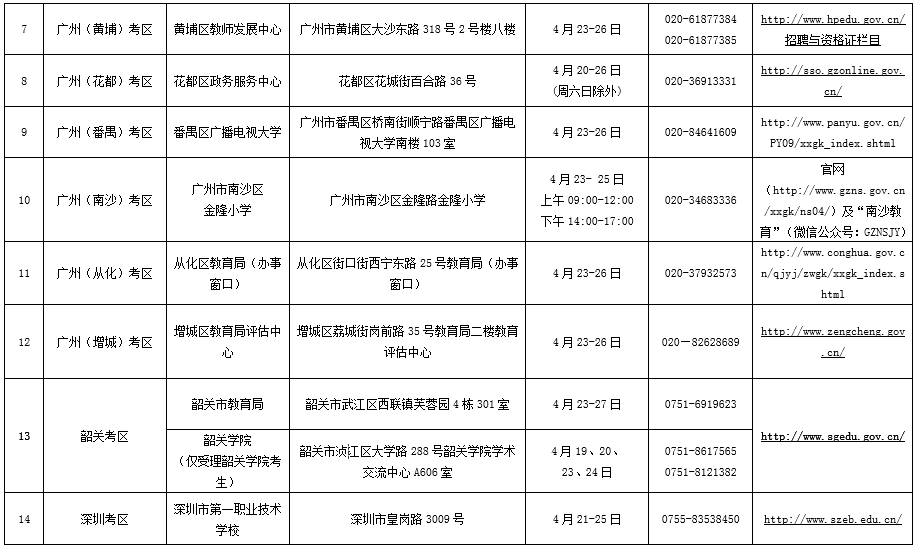 7
广州（黄埔）考区
黄埔区教师发展中心
广州市黄埔区大沙东路 318 号 2 号楼八楼
4 月 23-26 日
020-61877384
020-61877385
http://www.hpedu.gov.cn/
招聘与资格证栏目
8
广州（花都）考区
花都区政务服务中心
花都区花城街百合路 36 号
4 月 20-26 日
(周六日除外)
020-36913331
http://sso.gzonline.gov.
cn/
9
广州（番禺）考区
番禺区广播电视大学
广州市番禺区桥南街顺宁路番禺区广播电
视大学南楼 103 室
4 月 23-26 日
020-84641609
http://www.panyu.gov.cn/
PY09/xxgk_index.shtml
10
广州（南沙）考区
广州市南沙区
金隆小学
广州市南沙区金隆路金隆小学
4 月 23- 25 日
上午 09:00-12:00
下午 14:00-17:00
020-34683336
官网
（http://www.gzns.gov.cn
/xxgk/ns04/）及“南沙教
育”（微信公众号：GZNSJY）
11
广州（从化）考区
从化区教育局（办事
窗口）
从化区街口街西宁东路 25 号教育局（办事
窗口）
4 月 23-26 日
020-37932573
http://www.conghua.gov.c
n/qjyj/zwgk/xxgk_index.s
html
12
广州（增城）考区
增城区教育局评估中
心
增城区荔城街岗前路 35 号教育局二楼教育
评估中心
4 月 23-26 日
020－82628689
http://www.zengcheng.gov
.cn/
13
韶关考区
韶关市教育局
韶关市武江区西联镇芙蓉园 4 栋 301 室
4 月 23-27 日
0751-6919623
http://www.sgedu.gov.cn/
韶关学院
（仅受理韶关学院考
生）
韶关市浈江区大学路 288 号韶关学院学术
交流中心 A606 室
4 月 19、20、
23、24 日
0751-8617565
0751-8121382
14
深圳考区
深圳市第一职业技术
学校
深圳市皇岗路 3009 号
4 月 21-25 日
0755-83538450
http://www.szeb.edu.cn/